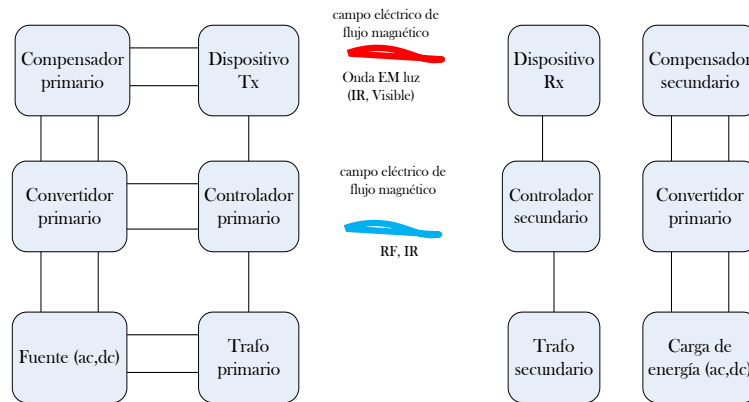 Compensador
primario
Dispositivo
Tx
campo eléctrico de
flujo magnético
Onda EM luz
(IR, Visible)
Dispositivo
Rx
Compensador
secundario
Convertidor
primario
Controlador
primario
campo eléctrico de
flujo magnético
RF, IR
Controlador
secundario
Convertidor
primario
Fuente (ac,dc)
Trafo
primario
Trafo
secundario
Carga de
energía (ac,dc)